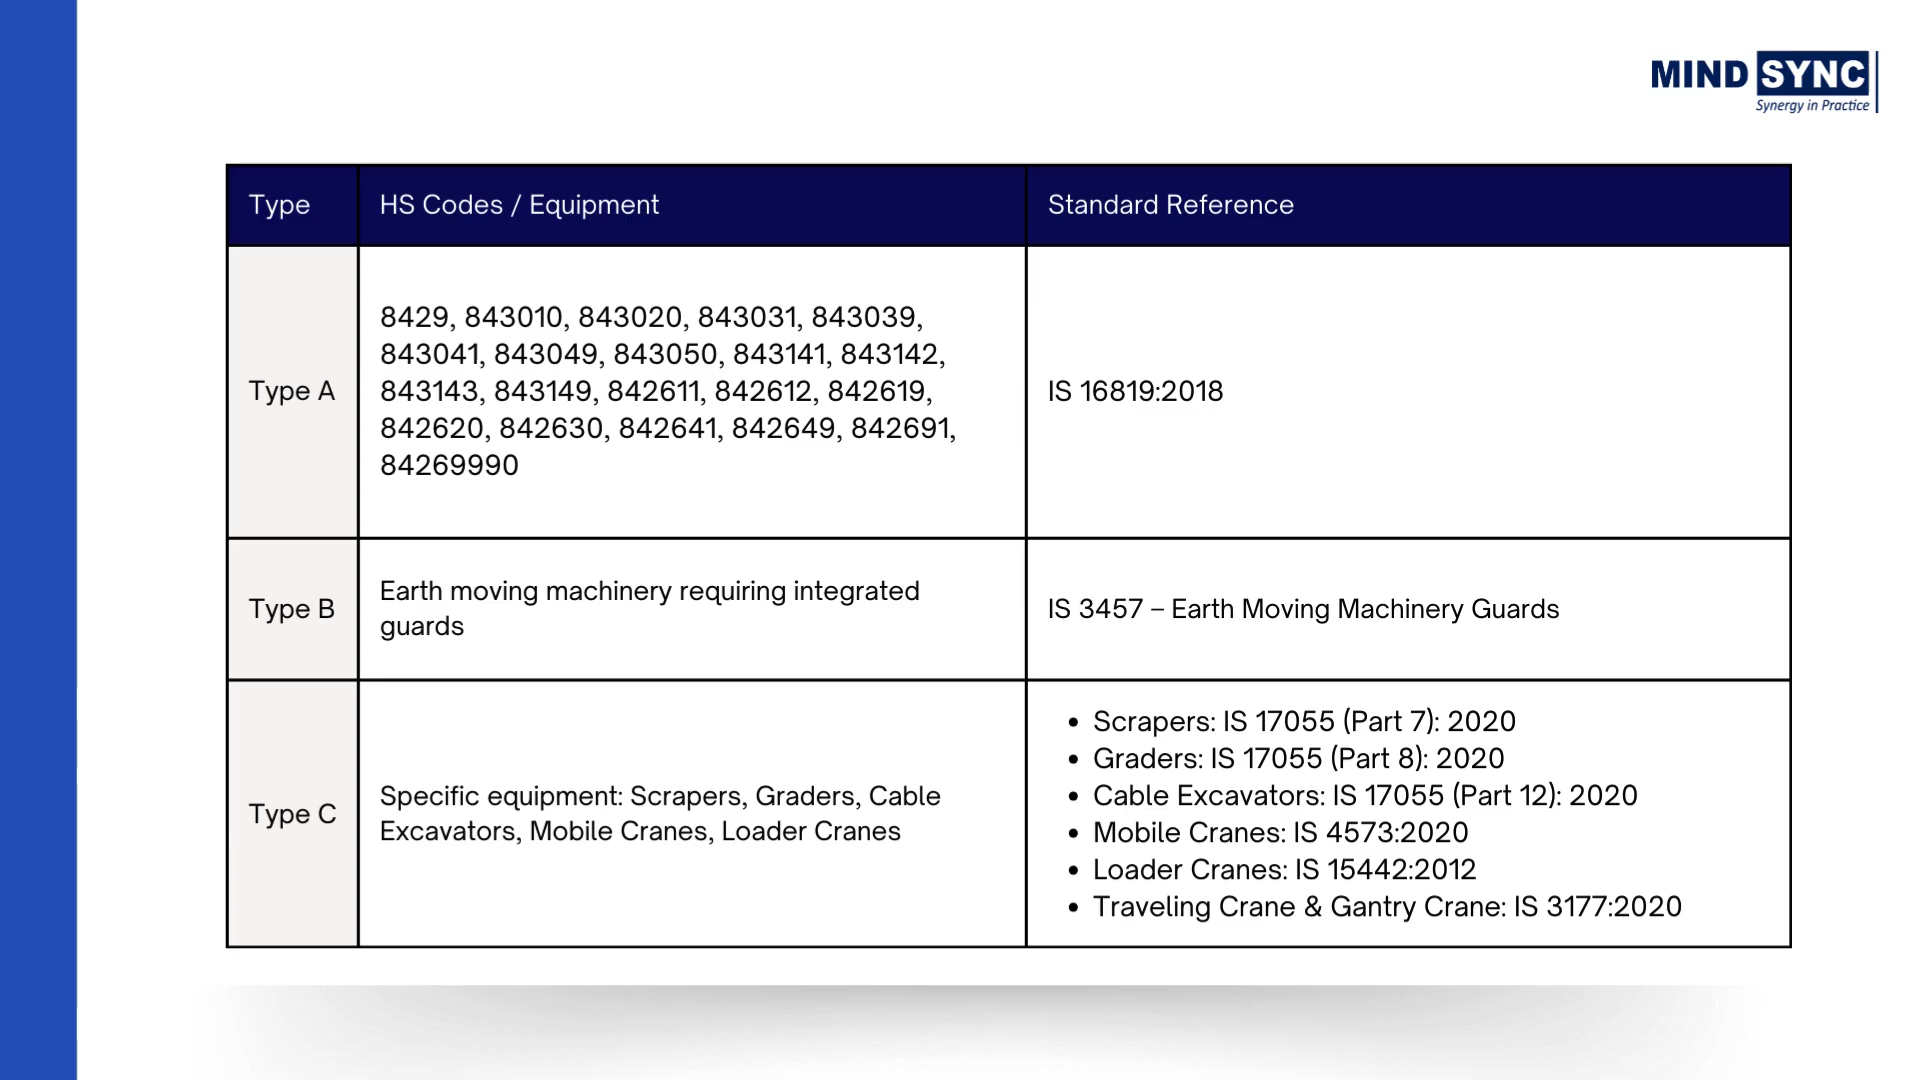 MIND SYNC
Synergy in Practice
Type
HS Codes / Equipment
Standard Reference
Type A
8429, 843010, 843020, 843031, 843039,
843041, 843049, 843050, 843141, 843142,
843143, 843149, 842611, 842612, 842619,
842620, 842630, 842641, 842649, 842691,
84269990
IS 16819:2018
Type B
Earth moving machinery requiring integrated
guards
IS 3457 – Earth Moving Machinery Guards
Type C
Specific equipment: Scrapers, Graders, Cable
Excavators, Mobile Cranes, Loader Cranes
• Scrapers: IS 17055 (Part 7): 2020
• Graders: IS 17055 (Part 8): 2020
• Cable Excavators: IS 17055 (Part 12): 2020
• Mobile Cranes: IS 4573:2020
• Loader Cranes: IS 15442:2012
• Traveling Crane & Gantry Crane: IS 3177:2020